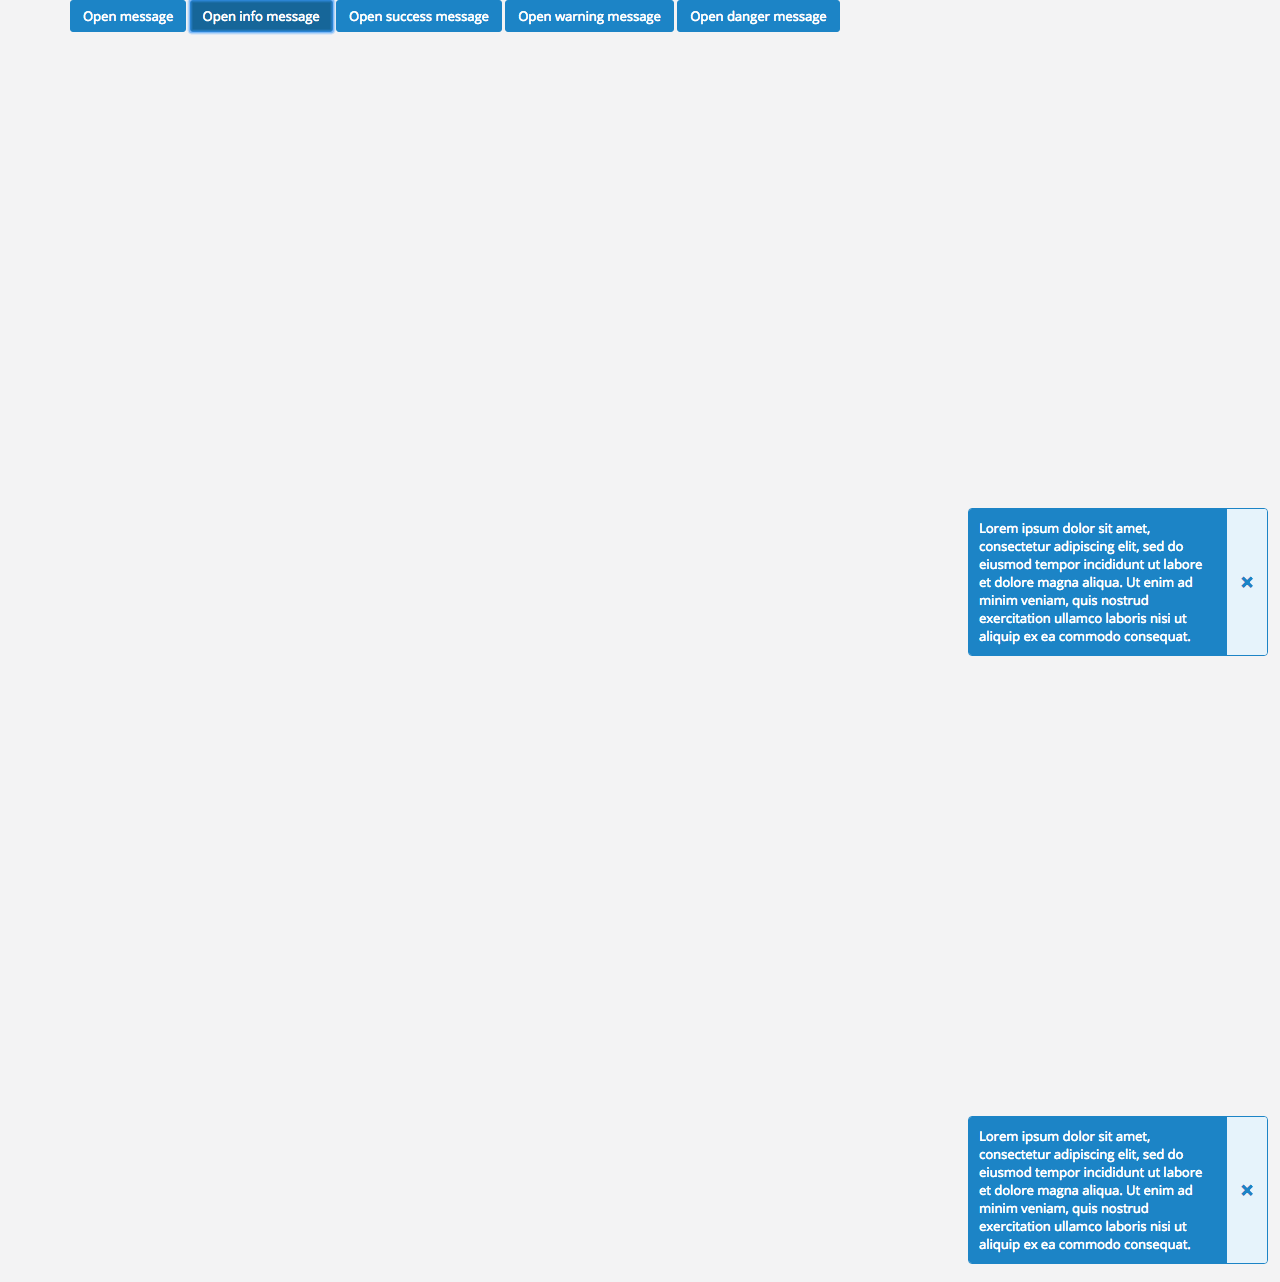 Open message Open info message Open success message Open warning message Open danger message
Lorem ipsum dolor sit amet,
consectetur adipiscing elit, sed do
eiusmod tempor incididunt ut labore
et dolore magna aliqua. Ut enim ad
minim veniam, quis nostrud
exercitation ullamco laboris nisi ut
aliquip ex ea commodo consequat.
Lorem ipsum dolor sit amet,
consectetur adipiscing elit, sed do
eiusmod tempor incididunt ut labore
et dolore magna aliqua. Ut enim ad
minim veniam, quis nostrud
exercitation ullamco laboris nisi ut
aliquip ex ea commodo consequat.